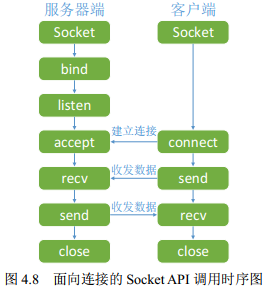 服务器端 客户端
Socket Socket
bind
listen
建立连接
accept connect
收发数据
recv send
收发数据
send recv
close close
图 4.8 面向连接的 Socket API 调用时序图